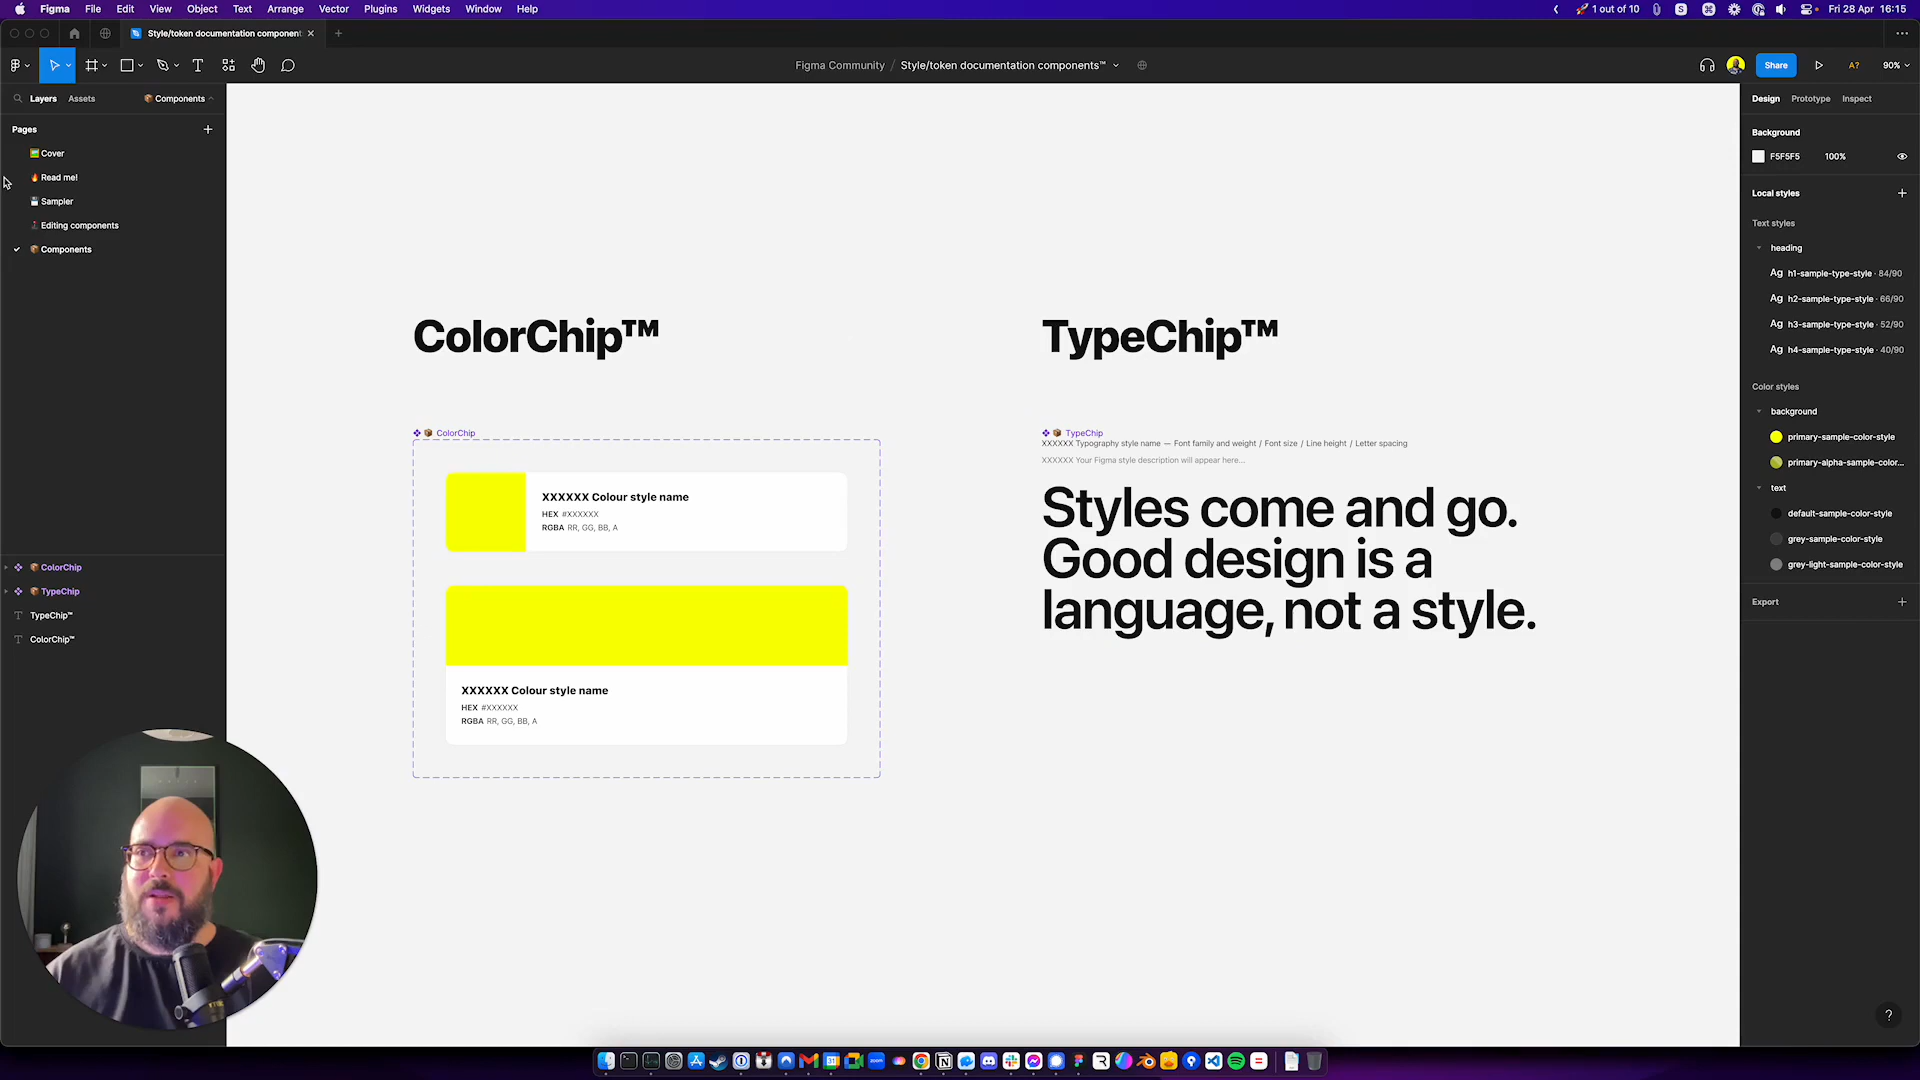 Figma File Edit View Object Text Arrange Vector Plugins Widgets Window Help
1 out of 10
Fri 28 Apr 16:15
Style/token documentation component
Figma Community / Style/token documentation components™
Share
A?
90%
Layers Assets
Components
Pages
Cover
Read me!
Sampler
Editing components
Components
ColorChip
TypeChip
TypeChip™
ColorChip™
ColorChip™
ColorChip
XXXXXX Colour style name
HEX #XXXXXX
RGBA RR, GG, BB, A
XXXXXX Colour style name
HEX #XXXXXX
RGBA RR, GG, BB, A
TypeChip™
TypeChip
XXXXXX Typography style name — Font family and weight / Font size / Line height / Letter spacing
XXXXXX Your Figma style description will appear here...
Styles come and go.
Good design is a
language, not a style.
Design Prototype Inspect
Background
F5F5F5 100%
Local styles
Text styles
heading
Ag h1-sample-type-style · 84/90
Ag h2-sample-type-style · 66/90
Ag h3-sample-type-style · 52/90
Ag h4-sample-type-style · 40/90
Color styles
background
primary-sample-color-style
primary-alpha-sample-color...
text
default-sample-color-style
grey-sample-color-style
grey-light-sample-color-style
Export
?